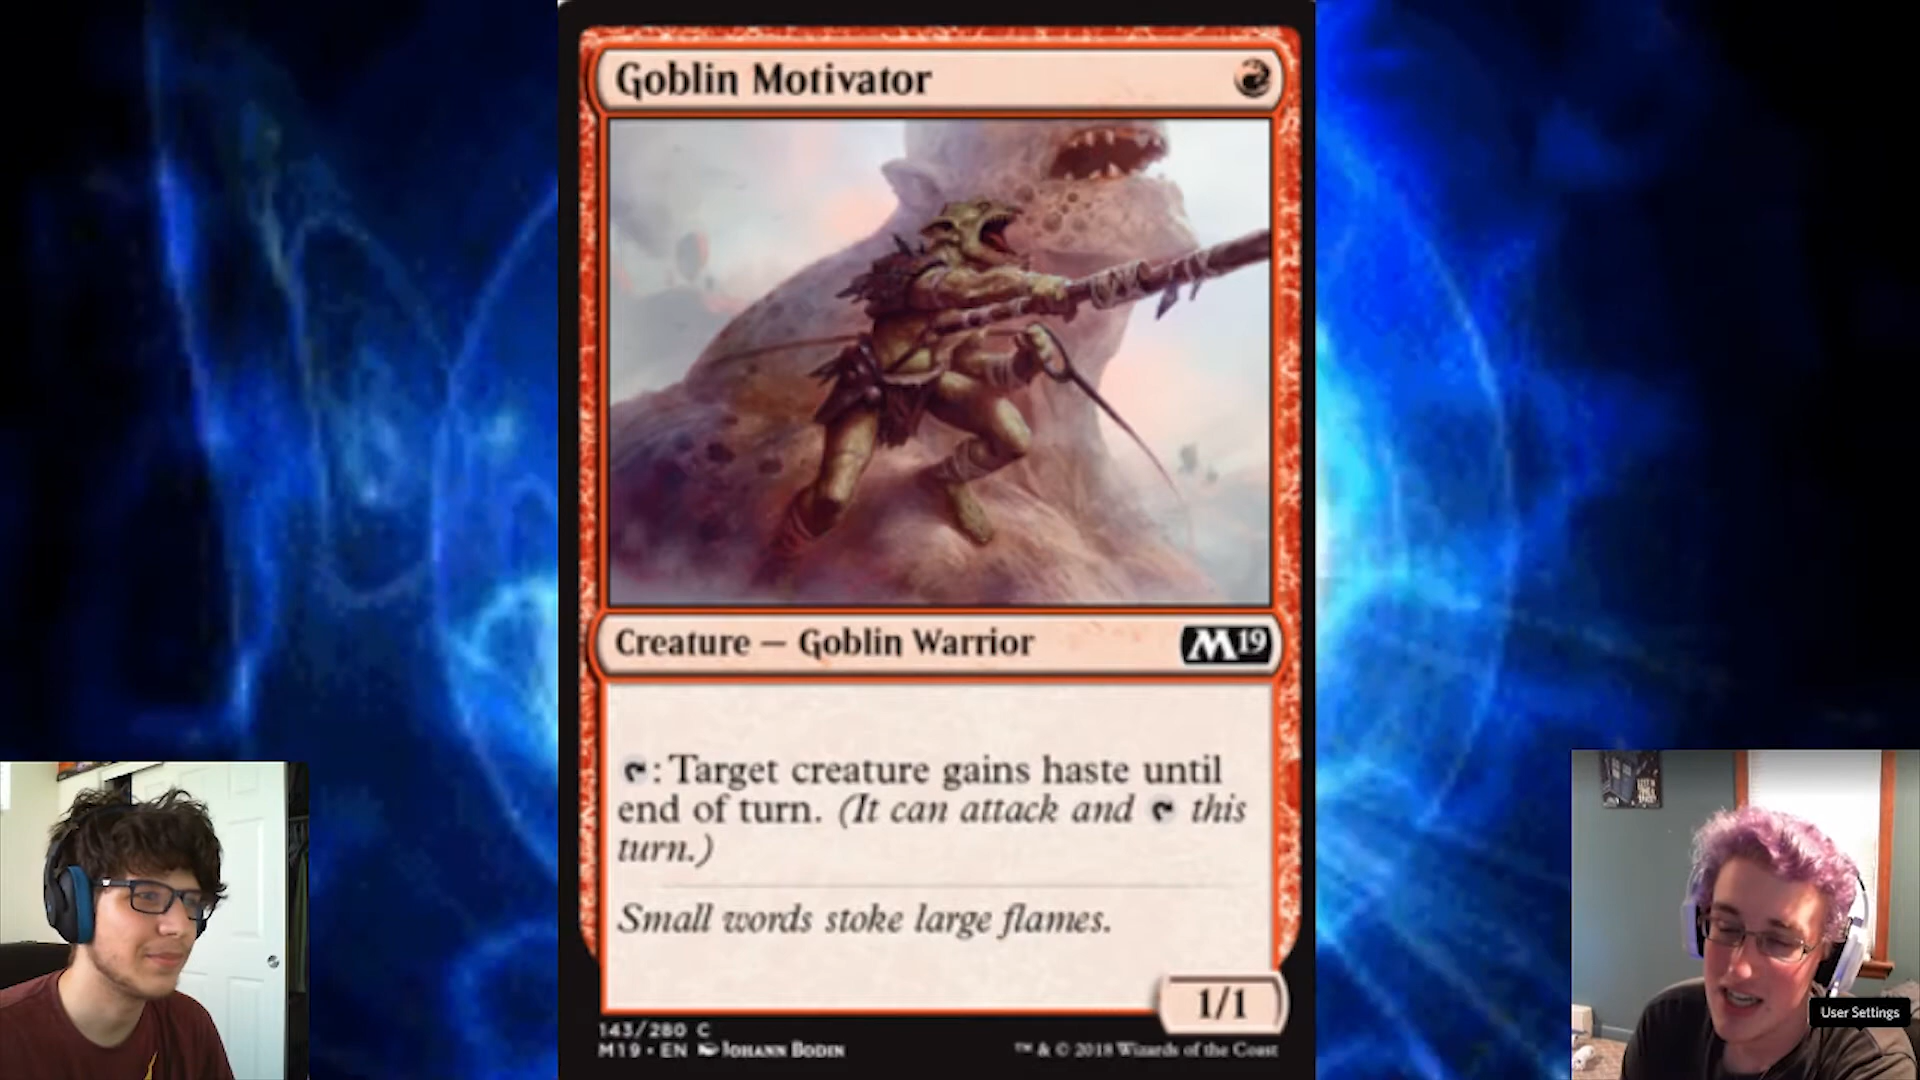 Goblin Motivator
Creature — Goblin Warrior
M19
: Target creature gains haste until
end of turn. (It can attack and this
turn.)
Small words stoke large flames.
1/1
143/280 C
M19 • EN Johann Bodin
™ & © 2018 Wizards of the Coast
User Settings